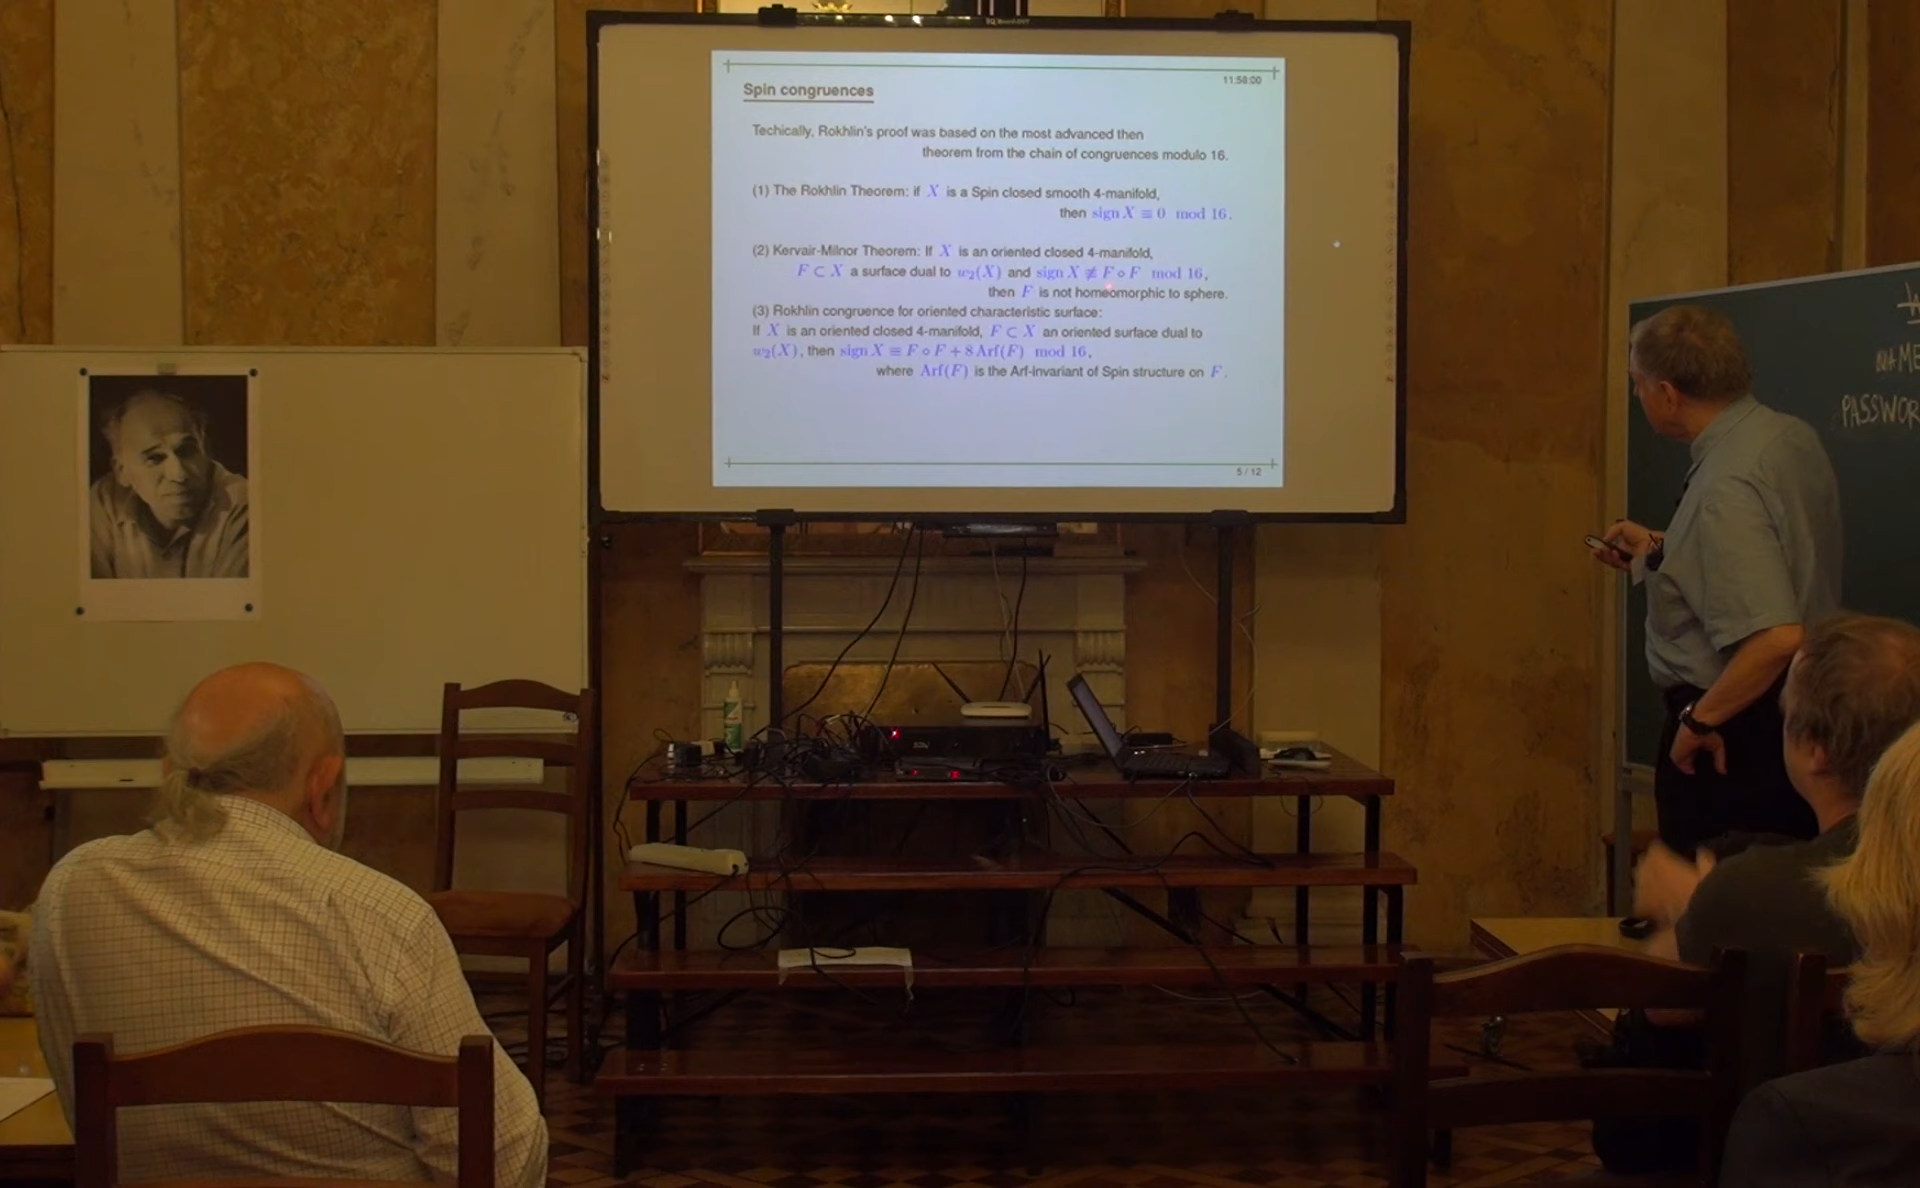 11:58:00
Spin congruences
Techically, Rokhlin's proof was based on the most advanced then
theorem from the chain of congruences modulo 16.
(1) The Rokhlin Theorem: if X is a Spin closed smooth 4-manifold,
then sign X ≡ 0 mod 16.
(2) Kervair-Milnor Theorem: If X is an oriented closed 4-manifold,
F ⊂ X a surface dual to w₂(X) and sign X ≢ F ∘ F mod 16,
then F is not homeomorphic to sphere.
(3) Rokhlin congruence for oriented characteristic surface:
If X is an oriented closed 4-manifold, F ⊂ X an oriented surface dual to
w₂(X), then sign X ≡ F ∘ F + 8 Arf(F) mod 16,
where Arf(F) is the Arf-invariant of Spin structure on F.
5 / 12
PASSWOR